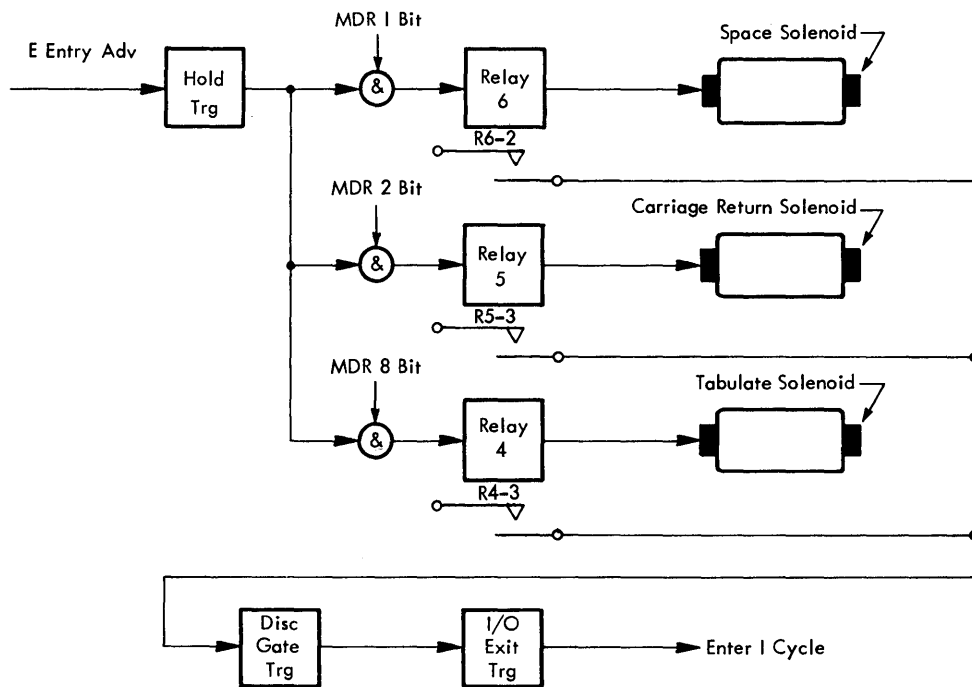 MDR 1 Bit
Space Solenoid
E Entry Adv
Hold
Trg
&
Relay
6
R6-2
MDR 2 Bit
Carriage Return Solenoid
&
Relay
5
R5-3
MDR 8 Bit
Tabulate Solenoid
&
Relay
4
R4-3
Disc
Gate
Trg
I/O
Exit
Trg
Enter I Cycle